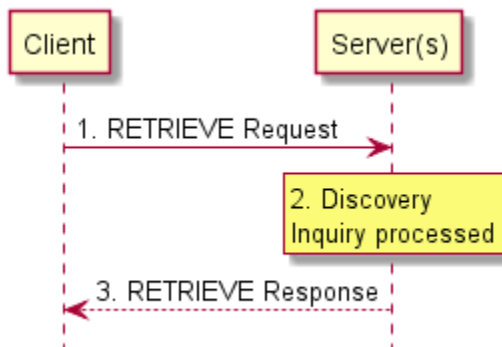 Client
Server(s)
1. RETRIEVE Request
2. Discovery
Inquiry processed
3. RETRIEVE Response